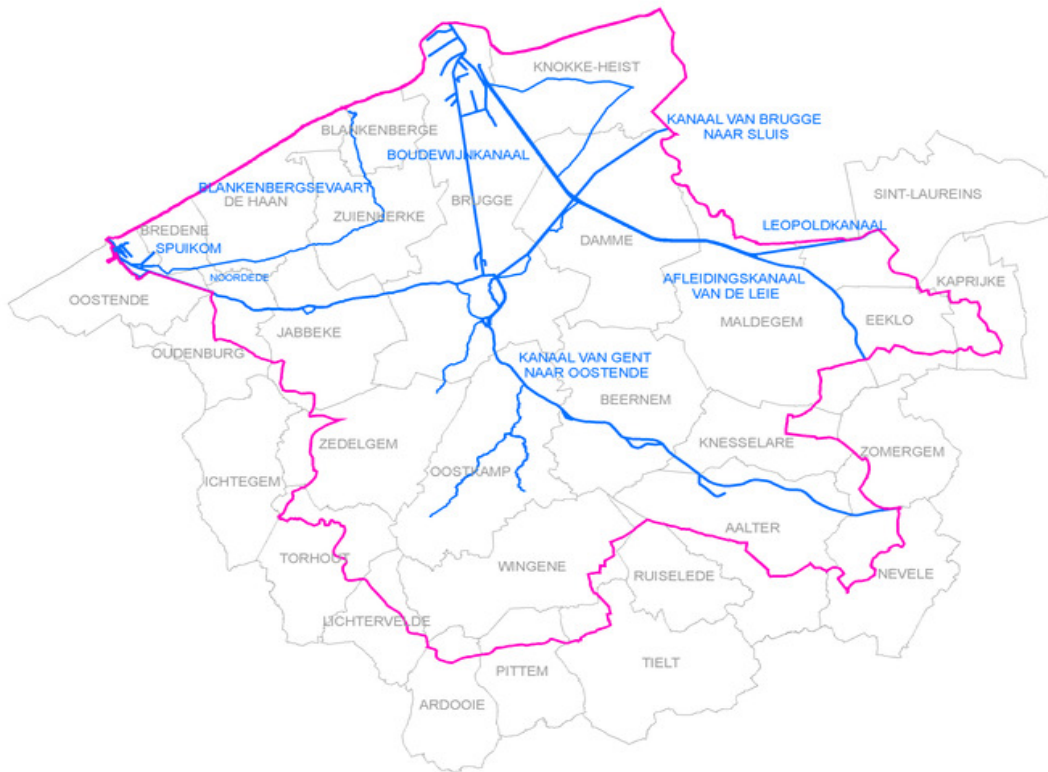 KNOKKE-HEIST
KANAAL VAN BRUGGE
NAAR SLUIS
BLANKENBERGE
BOUDEWIJNKANAAL
BLANKENBERGSEVAART
DE HAAN
BRUGGE
SINT-LAUREINS
ZUIENKERKE
BREDENE
SPUIKOM
DAMME
LEOPOLDKANAAL
NOORDEDE
OOSTENDE
AFLEIDINGSKANAAL
VAN DE LEIE
KAPRIJKE
MALDEGEM
EEKLO
JABBEKE
OUDENBURG
KANAAL VAN GENT
NAAR OOSTENDE
BEERNEM
ZEDELGEM
KNESSELARE
ZOMERGEM
OOSTKAMP
ICHTEGEM
AALTER
TORHOUT
WINGENE
RUISELEDE
NEVELE
LICHTERVELDE
TIELT
PITTEM
ARDOOIE